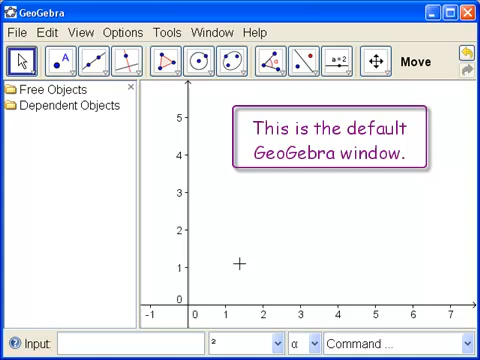 GeoGebra
File Edit View Options Tools Window Help
A
a=2
Move
Free Objects
Dependent Objects
This is the default
GeoGebra window.
5
4
3
2
1
0
-1 0 1 2 3 4 5 6 7
Input: ² α Command ...